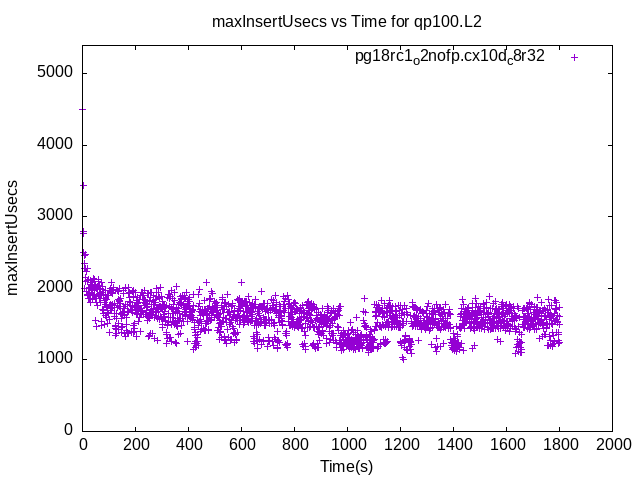 maxInsertUsecs vs Time for qp100.L2
pg18rc1o2nofp.cx10dc8r32
maxInsertUsecs
5000
4000
3000
2000
1000
0
0 200 400 600 800 1000 1200 1400 1600 1800 2000
Time(s)